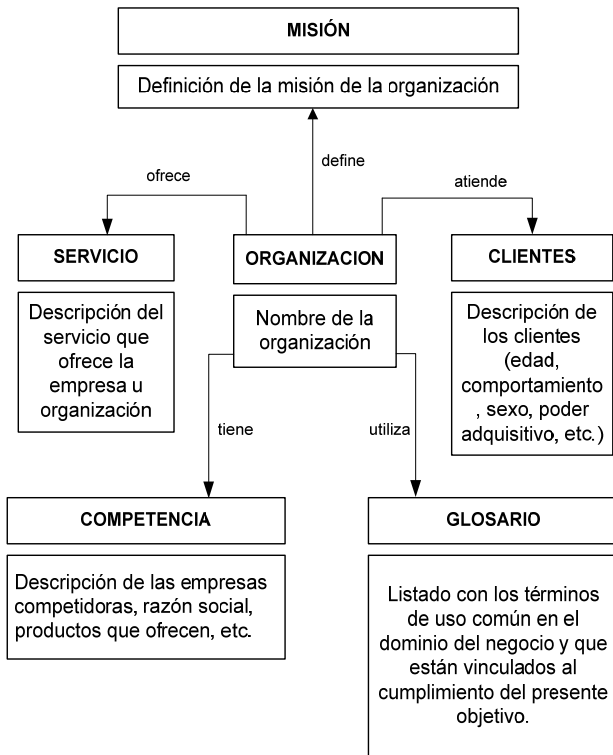 MISIÓN
Definición de la misión de la organización
define
ofrece
atiende
SERVICIO
ORGANIZACION
CLIENTES
Descripción del
servicio que
ofrece la
empresa u
organización
Nombre de la
organización
Descripción de
los clientes
(edad,
comportamiento
, sexo, poder
adquisitivo, etc.)
tiene
utiliza
COMPETENCIA
GLOSARIO
Descripción de las empresas
competidoras, razón social,
productos que ofrecen, etc.
Listado con los términos
de uso común en el
dominio del negocio y que
están vinculados al
cumplimiento del presente
objetivo.